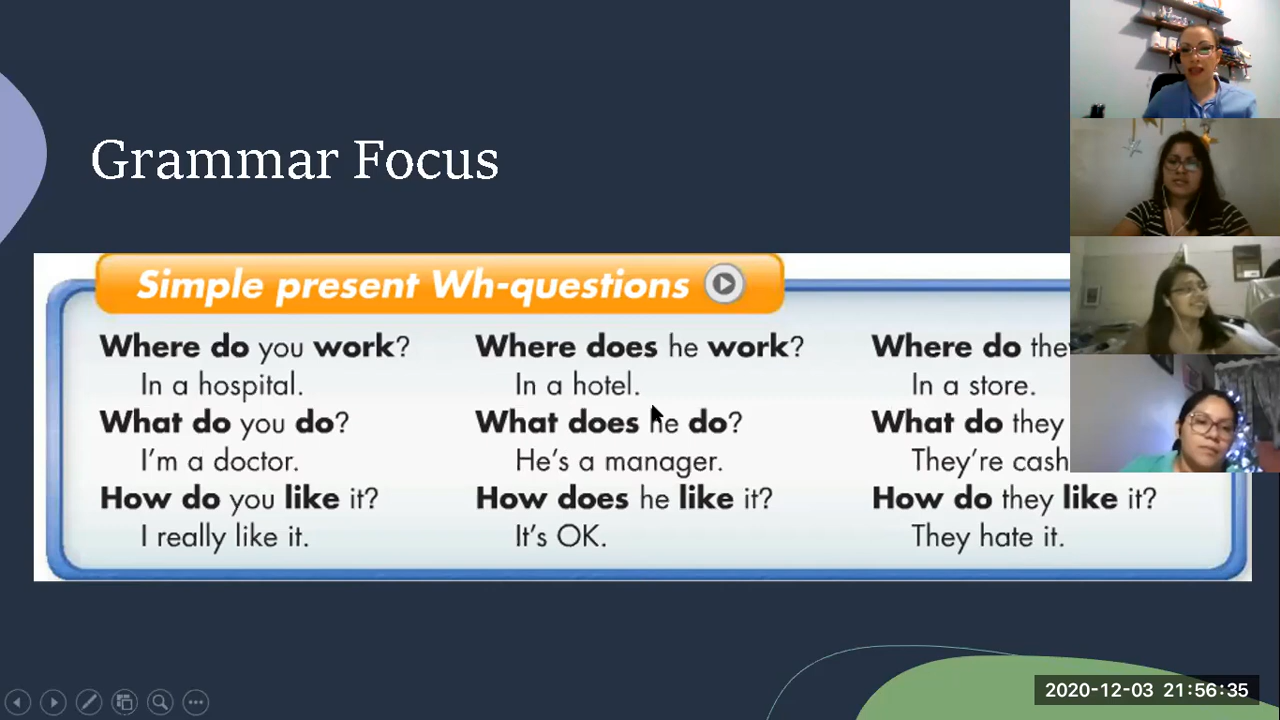 Grammar Focus
Simple present Wh-questions
Where do you work?
In a hospital.
What do you do?
I'm a doctor.
How do you like it?
I really like it.
Where does he work?
In a hotel.
What does he do?
He's a manager.
How does he like it?
It's OK.
Where do
In a store.
What do they
They're
How do they like it?
They hate it.
2020-12-03 21:56:35